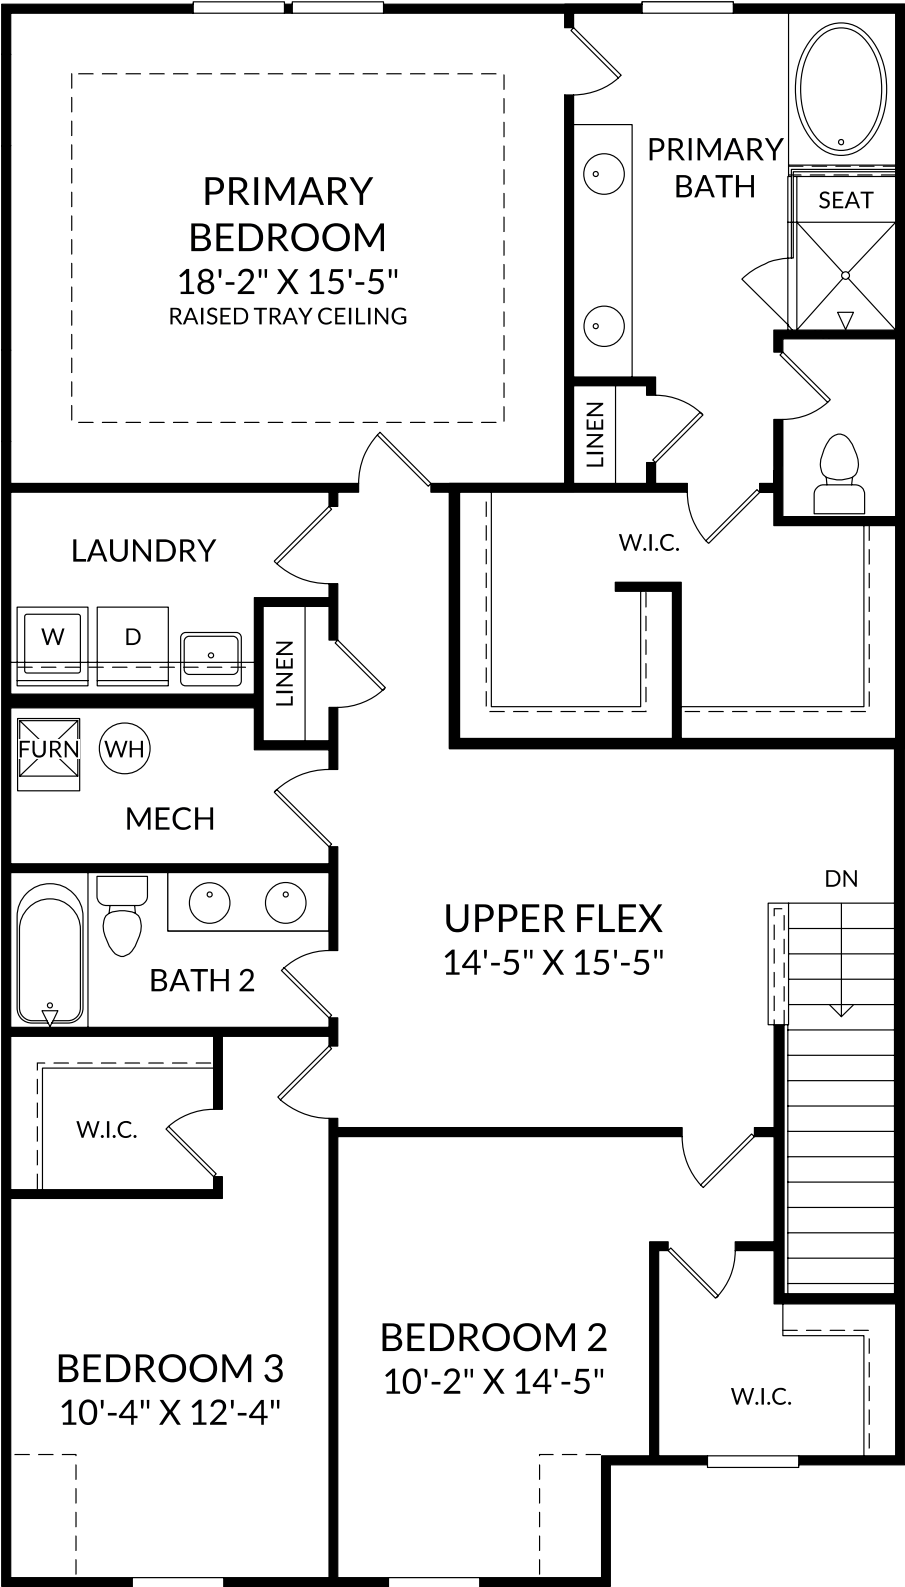 PRIMARY
BEDROOM
18'-2" X 15'-5"
RAISED TRAY CEILING
PRIMARY
BATH
SEAT
LINEN
W.I.C.
LAUNDRY
W
D
LINEN
FURN
WH
MECH
DN
UPPER FLEX
14'-5" X 15'-5"
BATH 2
W.I.C.
BEDROOM 2
10'-2" X 14'-5"
BEDROOM 3
10'-4" X 12'-4"
W.I.C.